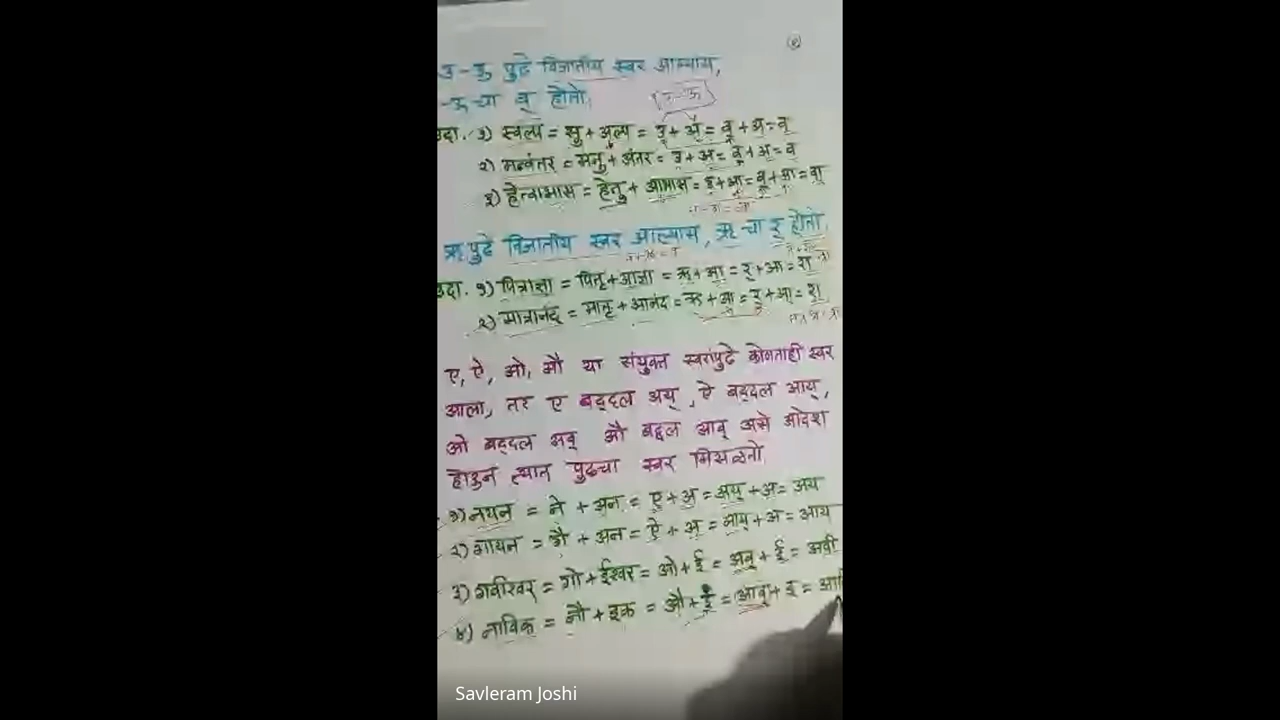 उ-ऊ पुढे विजातीय स्वर आल्यास,
-ऊ चा व् होतो.
उदा. १) स्वल्प = सु + अल्प = उ + अ = व् + अ = व
२) मन्वंतर = मनु + अंतर = उ + अ = व् + अ = व
३) हेत्वाभास = हेतु + आभास = उ + आ = व् + आ = वा
ऋ पुढे विजातीय स्वर आल्यास, ऋ चा र् होतो.
उदा. १) पित्राज्ञा = पितृ + आज्ञा = ऋ + आ = र् + आ = रा
२) मात्रानंद = मातृ + आनंद = ऋ + आ = र् + आ = रा
ए, ऐ, ओ, औ या संयुक्त स्वरांपुढे कोणताही स्वर
आला, तर ए बद्दल अय्, ऐ बद्दल आय्,
ओ बद्दल अव् औ बद्दल आव् असे आदेश
होऊन त्यात पुढचा स्वर मिसळतो
१) नयन = ने + अन = ए + अ = अय् + अ = अय
२) गायन = गै + अन = ऐ + अ = आय् + अ = आय
३) गवीश्वर = गो + ईश्वर = ओ + ई = अव् + ई = अवी
४) नाविक = नौ + इक = औ + इ = आव् + इ = आवि
Savleram Joshi